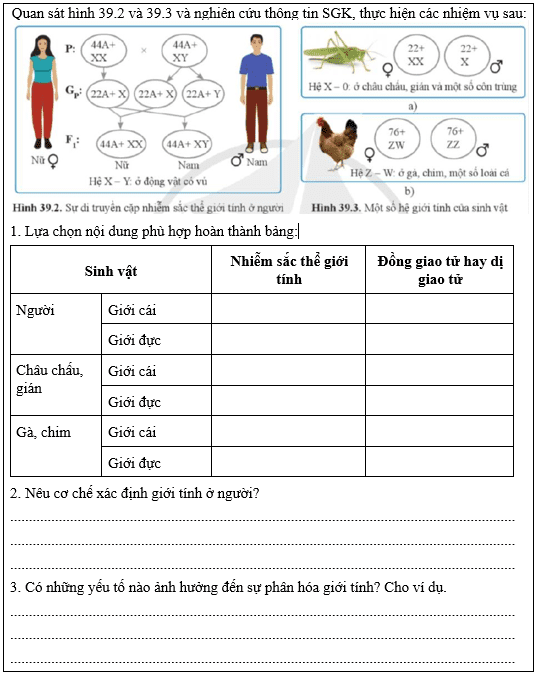 Quan sát hình 39.2 và 39.3 và nghiên cứu thông tin SGK, thực hiện các nhiệm vụ sau:
P: 44A+ XX × 44A+ XY
Gₚ: 22A+ X 22A+ X 22A+ Y
F₁: 44A+ XX 44A+ XY
Nữ ♀ Nữ Nam ♂ Nam
Hệ X – Y: ở động vật có vú
Hình 39.2. Sự di truyền cặp nhiễm sắc thể giới tính ở người
♀ 22+ XX 22+ X ♂
Hệ X – 0: ở châu chấu, gián và một số côn trùng
a)
♀ 76+ ZW 76+ ZZ ♂
Hệ Z – W: ở gà, chim, một số loài cá
b)
Hình 39.3. Một số hệ giới tính của sinh vật
1. Lựa chọn nội dung phù hợp hoàn thành bảng:
Sinh vật
Nhiễm sắc thể giới tính
Đồng giao tử hay dị giao tử
Người
Giới cái
Giới đực
Châu chấu, gián
Giới cái
Giới đực
Gà, chim
Giới cái
Giới đực
2. Nêu cơ chế xác định giới tính ở người?
3. Có những yếu tố nào ảnh hưởng đến sự phân hóa giới tính? Cho ví dụ.